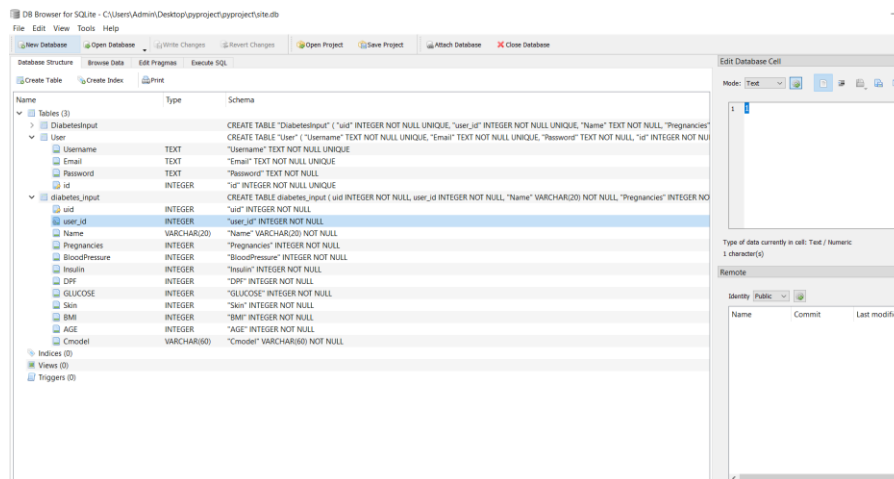 DB Browser for SQLite - C:\Users\Admin\Desktop\pyproject\pyproject\site.db
File Edit View Tools Help
New Database Open Database Write Changes Revert Changes Open Project Save Project Attach Database Close Database
Database Structure Browse Data Edit Pragmas Execute SQL
Create Table Create Index Print
Name Type Schema
Tables (3)
DiabetesInput CREATE TABLE "DiabetesInput" ( "uid" INTEGER NOT NULL UNIQUE, "user_id" INTEGER NOT NULL UNIQUE, "Name" TEXT NOT NULL, "Pregnancies"
User CREATE TABLE "User" ( "Username" TEXT NOT NULL UNIQUE, "Email" TEXT NOT NULL UNIQUE, "Password" TEXT NOT NULL, "id" INTEGER NOT NU
Username TEXT "Username" TEXT NOT NULL UNIQUE
Email TEXT "Email" TEXT NOT NULL UNIQUE
Password TEXT "Password" TEXT NOT NULL
id INTEGER "id" INTEGER NOT NULL UNIQUE
diabetes_input CREATE TABLE diabetes_input ( uid INTEGER NOT NULL, user_id INTEGER NOT NULL, "Name" VARCHAR(20) NOT NULL, "Pregnancies" INTEGER NO
uid INTEGER "uid" INTEGER NOT NULL
user_id INTEGER "user_id" INTEGER NOT NULL
Name VARCHAR(20) "Name" VARCHAR(20) NOT NULL
Pregnancies INTEGER "Pregnancies" INTEGER NOT NULL
BloodPressure INTEGER "BloodPressure" INTEGER NOT NULL
Insulin INTEGER "Insulin" INTEGER NOT NULL
DPF INTEGER "DPF" INTEGER NOT NULL
GLUCOSE INTEGER "GLUCOSE" INTEGER NOT NULL
Skin INTEGER "Skin" INTEGER NOT NULL
BMI INTEGER "BMI" INTEGER NOT NULL
AGE INTEGER "AGE" INTEGER NOT NULL
Cmodel VARCHAR(60) "Cmodel" VARCHAR(60) NOT NULL
Indices (0)
Views (0)
Triggers (0)
Edit Database Cell
Mode: Text
1 1
Type of data currently in cell: Text / Numeric
1 character(s)
Remote
Identity Public
Name Commit Last modifi